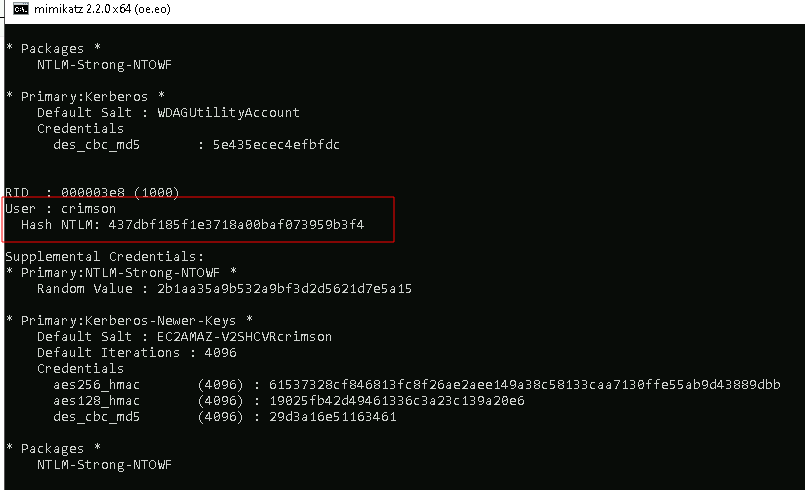 mimikatz 2.2.0 x64 (oe.eo)
* Packages *
NTLM-Strong-NTOWF
* Primary:Kerberos *
Default Salt : WDAGUtilityAccount
Credentials
des_cbc_md5 : 5e435ecec4efbfdc
RID : 000003e8 (1000)
User : crimson
Hash NTLM: 437dbf185f1e3718a00baf073959b3f4
Supplemental Credentials:
* Primary:NTLM-Strong-NTOWF *
Random Value : 2b1aa35a9b532a9bf3d2d5621d7e5a15
* Primary:Kerberos-Newer-Keys *
Default Salt : EC2AMAZ-V2SHCVRcrimson
Default Iterations : 4096
Credentials
aes256_hmac (4096) : 61537328cf846813fc8f26ae2aee149a38c58133caa7130ffe55ab9d43889dbb
aes128_hmac (4096) : 19025fb42d49461336c3a23c139a20e6
des_cbc_md5 (4096) : 29d3a16e51163461
* Packages *
NTLM-Strong-NTOWF